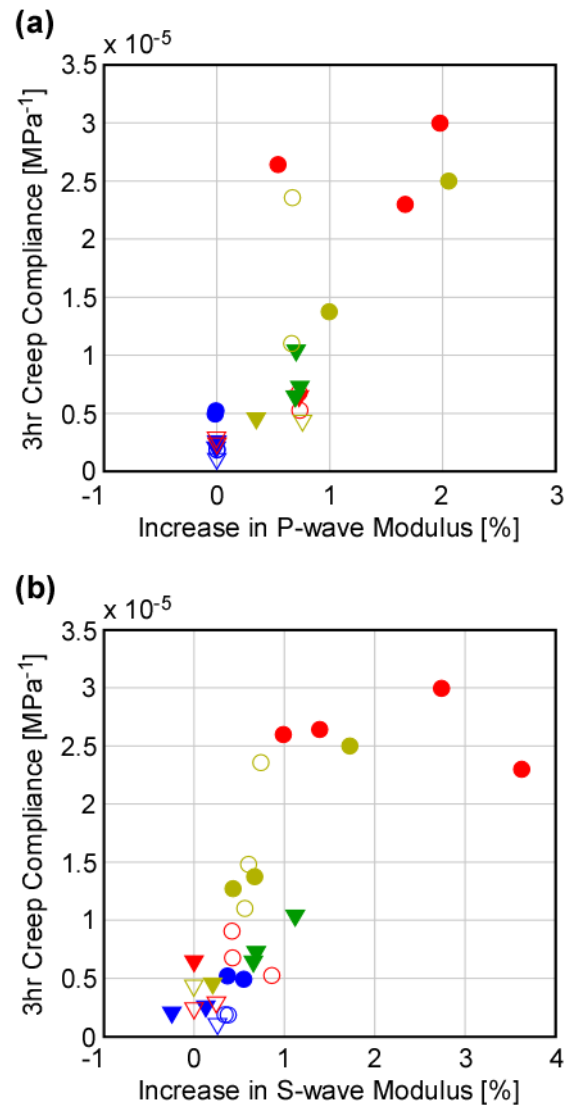 (a)
x 10⁻⁵
3.5
3
2.5
2
1.5
1
0.5
0
3hr Creep Compliance [MPa⁻¹]
-1 0 1 2 3
Increase in P-wave Modulus [%]
(b)
x 10⁻⁵
3.5
3
2.5
2
1.5
1
0.5
0
3hr Creep Compliance [MPa⁻¹]
-1 0 1 2 3 4
Increase in S-wave Modulus [%]